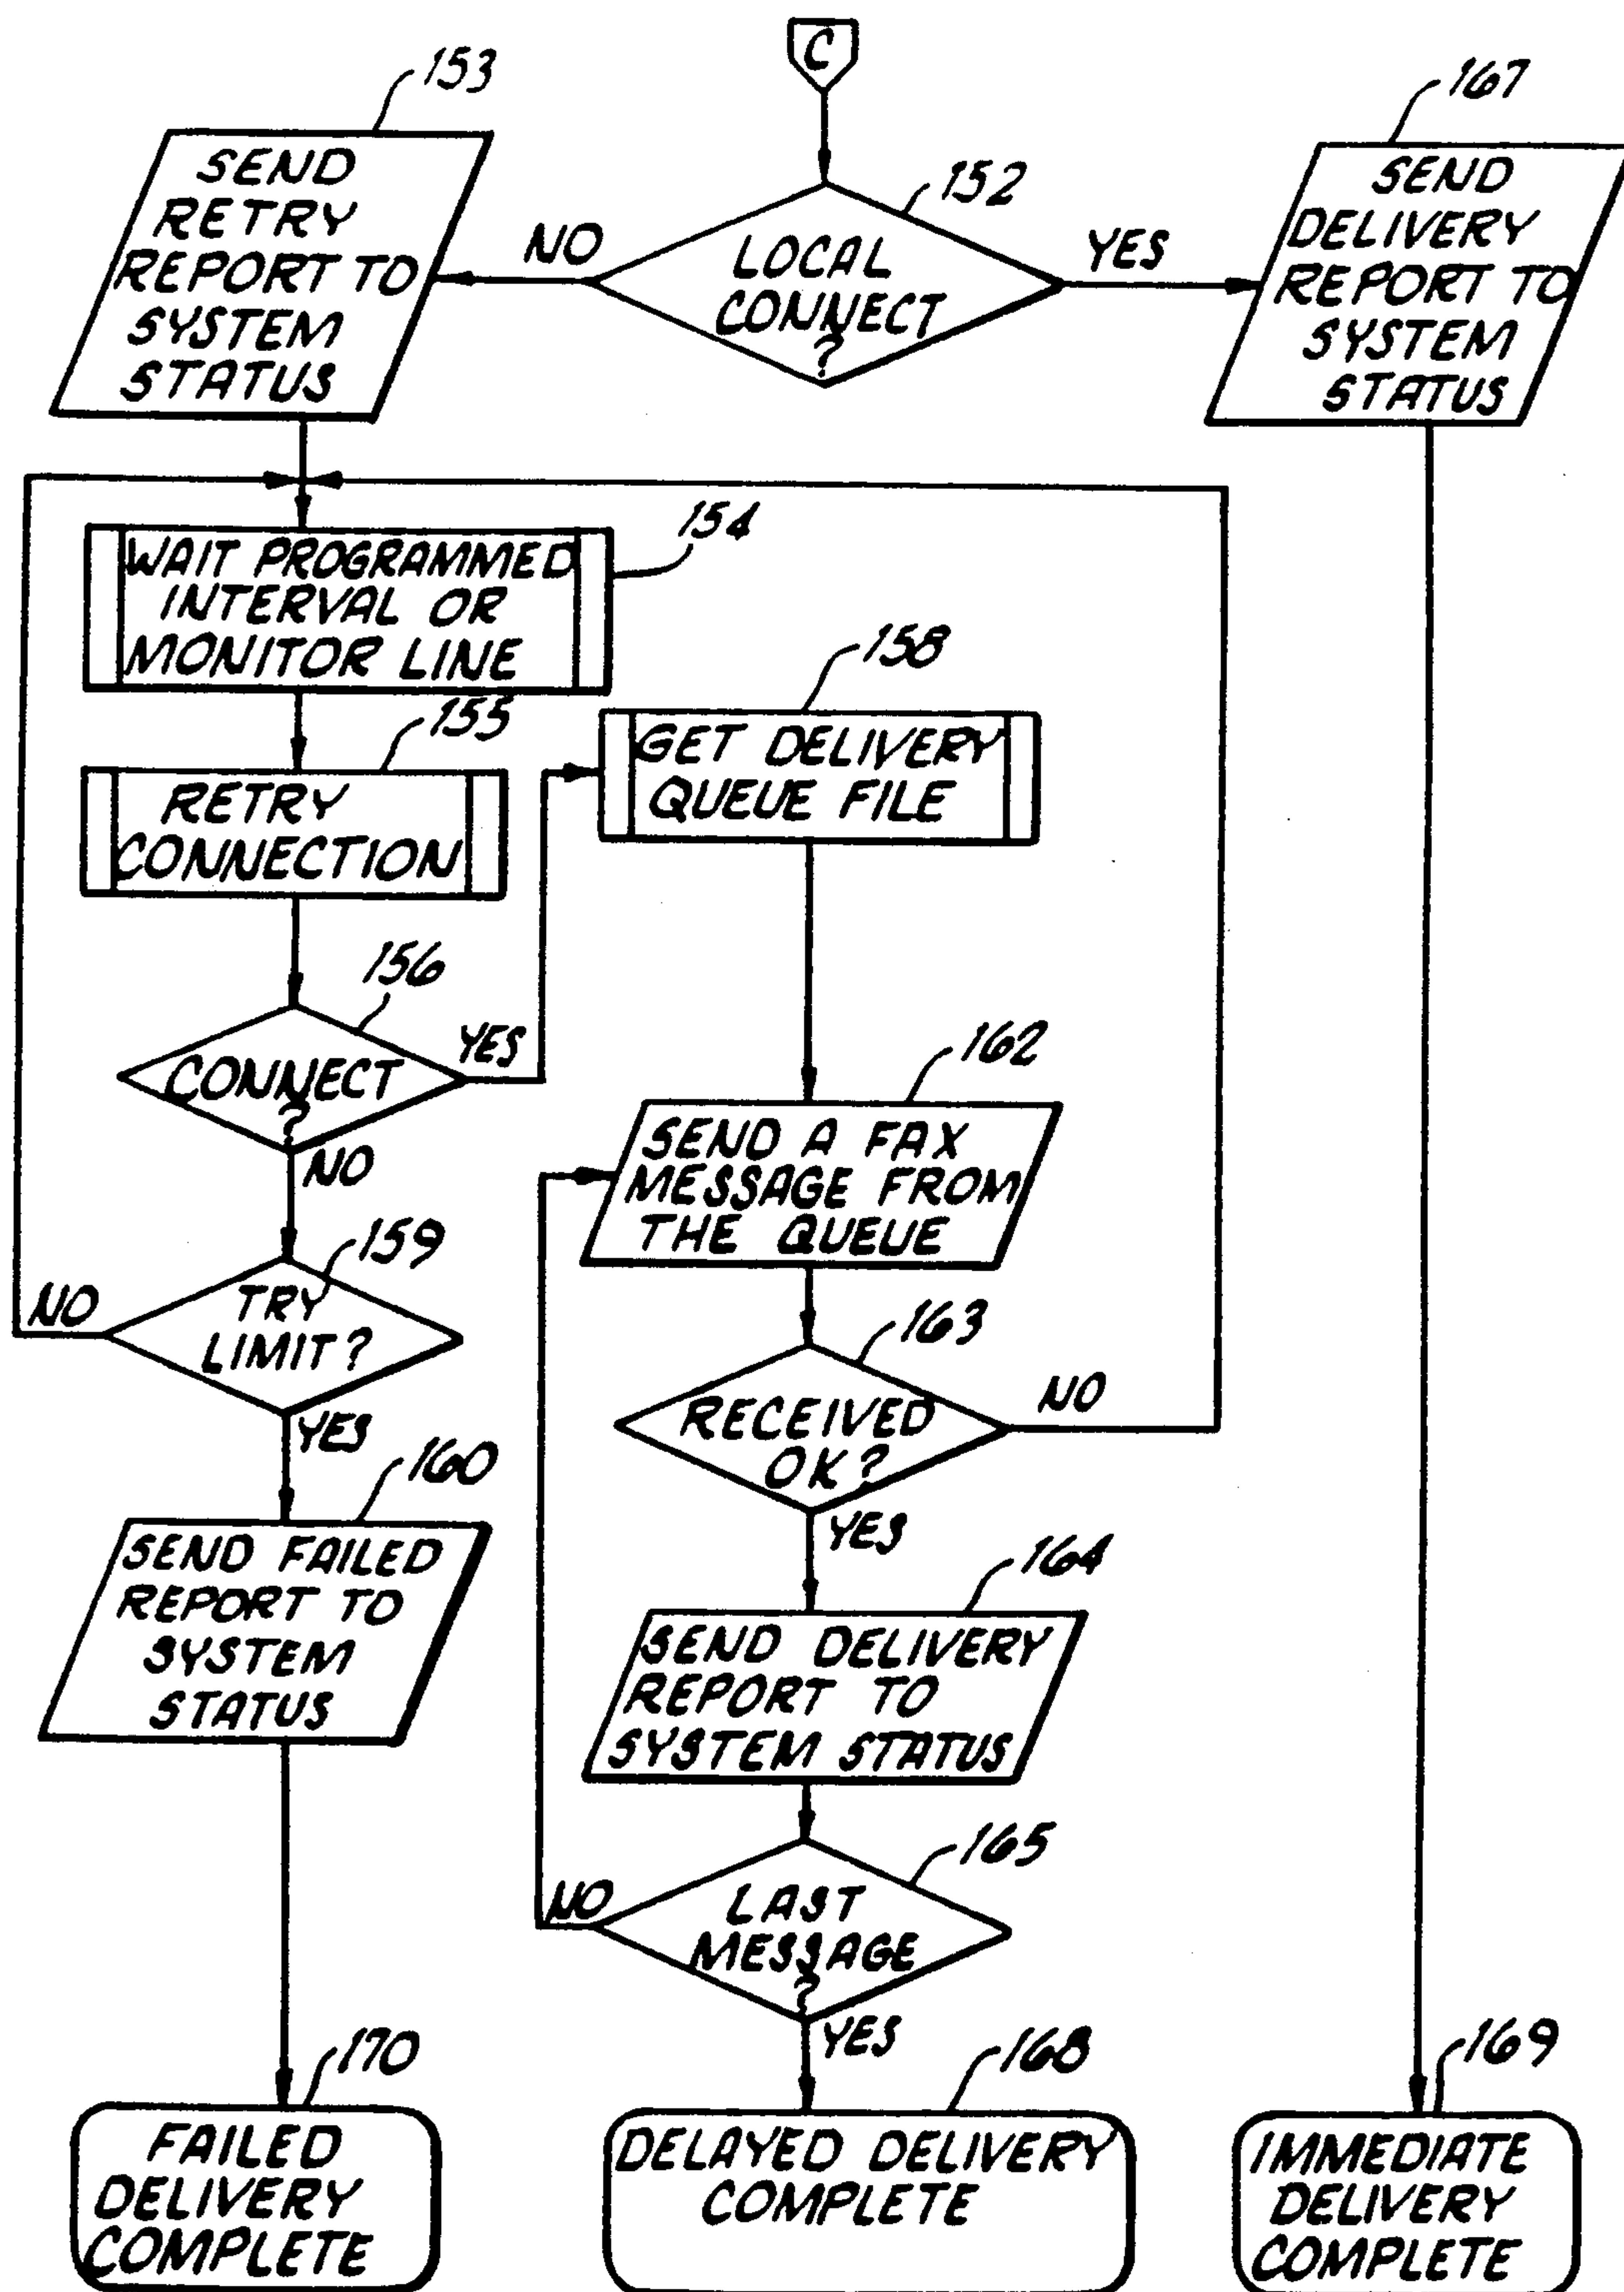 C
153
SEND
RETRY
REPORT TO
SYSTEM
STATUS
NO
152
LOCAL
CONNECT
?
YES
167
SEND
DELIVERY
REPORT TO
SYSTEM
STATUS
154
WAIT PROGRAMMED
INTERVAL OR
MONITOR LINE
155
RETRY
CONNECTION
158
GET DELIVERY
QUEUE FILE
156
CONNECT
?
YES
NO
162
SEND A FAX
MESSAGE FROM
THE QUEUE
159
TRY
LIMIT?
NO
YES
163
RECEIVED
OK?
NO
YES
160
SEND FAILED
REPORT TO
SYSTEM
STATUS
164
SEND DELIVERY
REPORT TO
SYSTEM STATUS
165
LAST
MESSAGE
?
NO
YES
170
FAILED
DELIVERY
COMPLETE
168
DELAYED DELIVERY
COMPLETE
169
IMMEDIATE
DELIVERY
COMPLETE